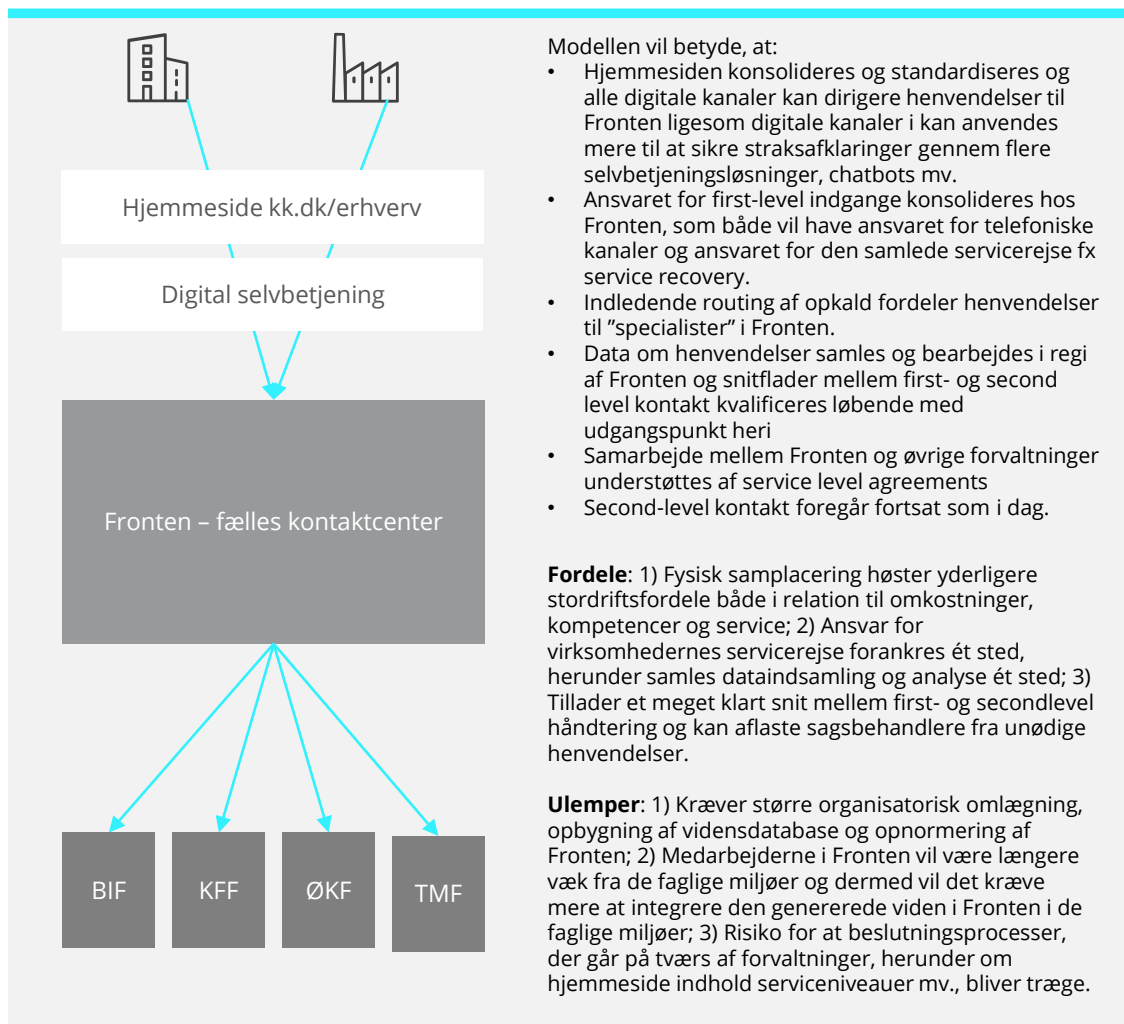 Hjemmeside kk.dk/erhverv
Digital selvbetjening
Fronten – fælles kontaktcenter
BIF
KFF
ØKF
TMF
Modellen vil betyde, at:
• Hjemmesiden konsolideres og standardiseres og
alle digitale kanaler kan dirigere henvendelser til
Fronten ligesom digitale kanaler i kan anvendes
mere til at sikre straksafklaringer gennem flere
selvbetjeningsløsninger, chatbots mv.
• Ansvaret for first-level indgange konsolideres hos
Fronten, som både vil have ansvaret for telefoniske
kanaler og ansvaret for den samlede servicerejse fx
service recovery.
• Indledende routing af opkald fordeler henvendelser
til ”specialister” i Fronten.
• Data om henvendelser samles og bearbejdes i regi
af Fronten og snitflader mellem first- og second
level kontakt kvalificeres løbende med
udgangspunkt heri
• Samarbejde mellem Fronten og øvrige forvaltninger
understøttes af service level agreements
• Second-level kontakt foregår fortsat som i dag.
Fordele: 1) Fysisk samplacering høster yderligere
stordriftsfordele både i relation til omkostninger,
kompetencer og service; 2) Ansvar for
virksomhedernes servicerejse forankres ét sted,
herunder samles dataindsamling og analyse ét sted; 3)
Tillader et meget klart snit mellem first- og secondlevel
håndtering og kan aflaste sagsbehandlere fra unødige
henvendelser.
Ulemper: 1) Kræver større organisatorisk omlægning,
opbygning af vidensdatabase og opnormering af
Fronten; 2) Medarbejderne i Fronten vil være længere
væk fra de faglige miljøer og dermed vil det kræve
mere at integrere den genererede viden i Fronten i de
faglige miljøer; 3) Risiko for at beslutningsprocesser,
der går på tværs af forvaltninger, herunder om
hjemmeside indhold serviceniveauer mv., bliver træge.